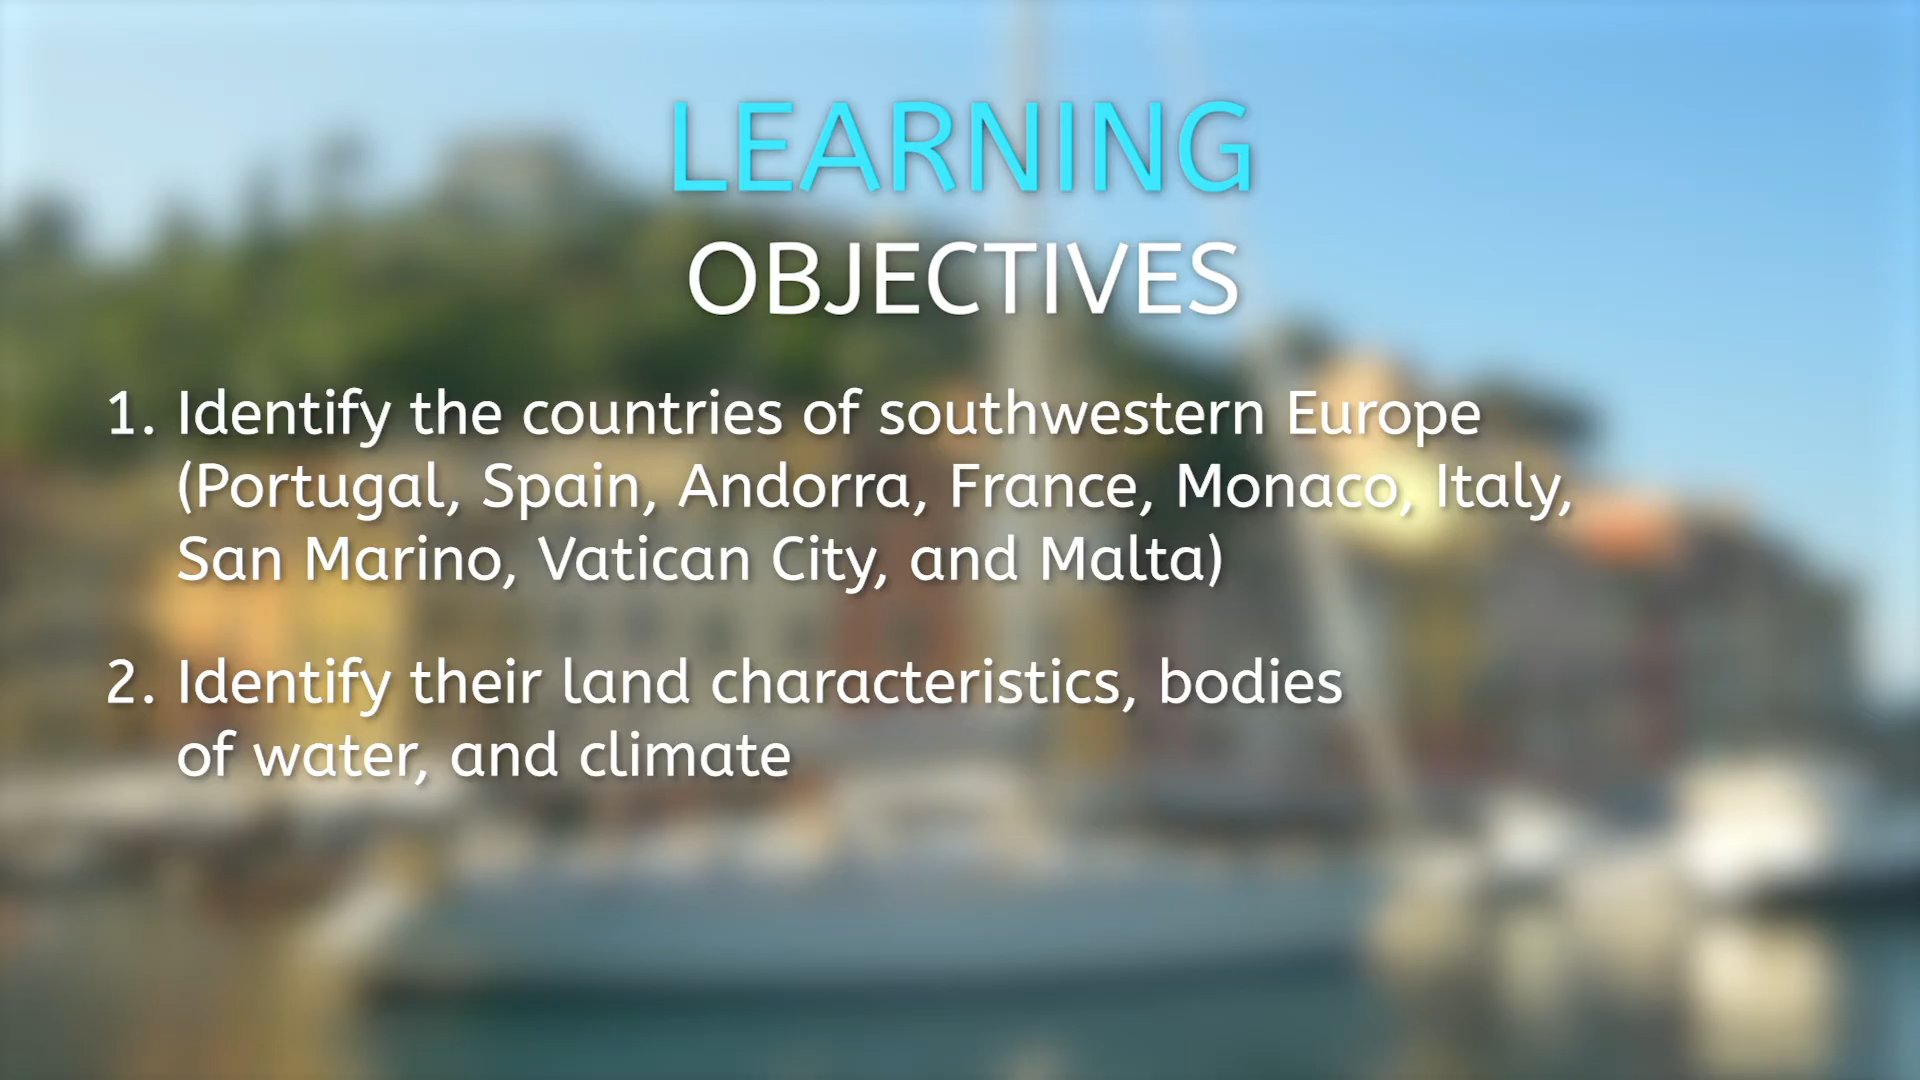 LEARNING
OBJECTIVES
1. Identify the countries of southwestern Europe
(Portugal, Spain, Andorra, France, Monaco, Italy,
San Marino, Vatican City, and Malta)
2. Identify their land characteristics, bodies
of water, and climate